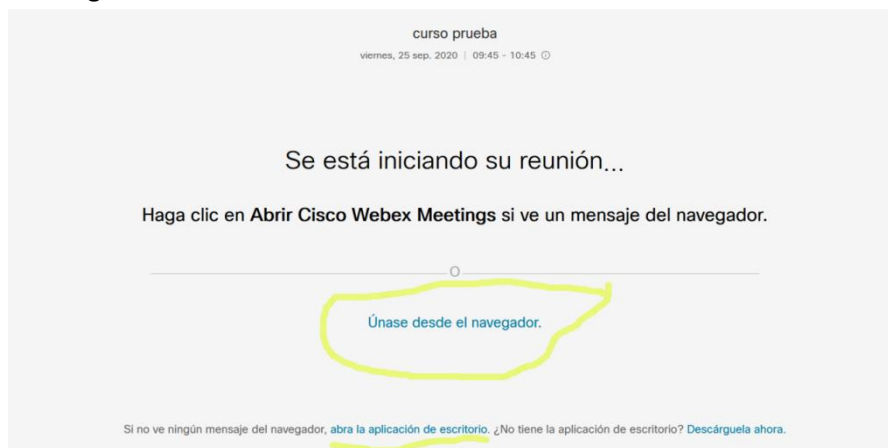 curso prueba
viernes, 25 sep. 2020 | 09:45 - 10:45
Se está iniciando su reunión...
Haga clic en Abrir Cisco Webex Meetings si ve un mensaje del navegador.
O
Únase desde el navegador.
Si no ve ningún mensaje del navegador, abra la aplicación de escritorio. ¿No tiene la aplicación de escritorio? Descárguela ahora.